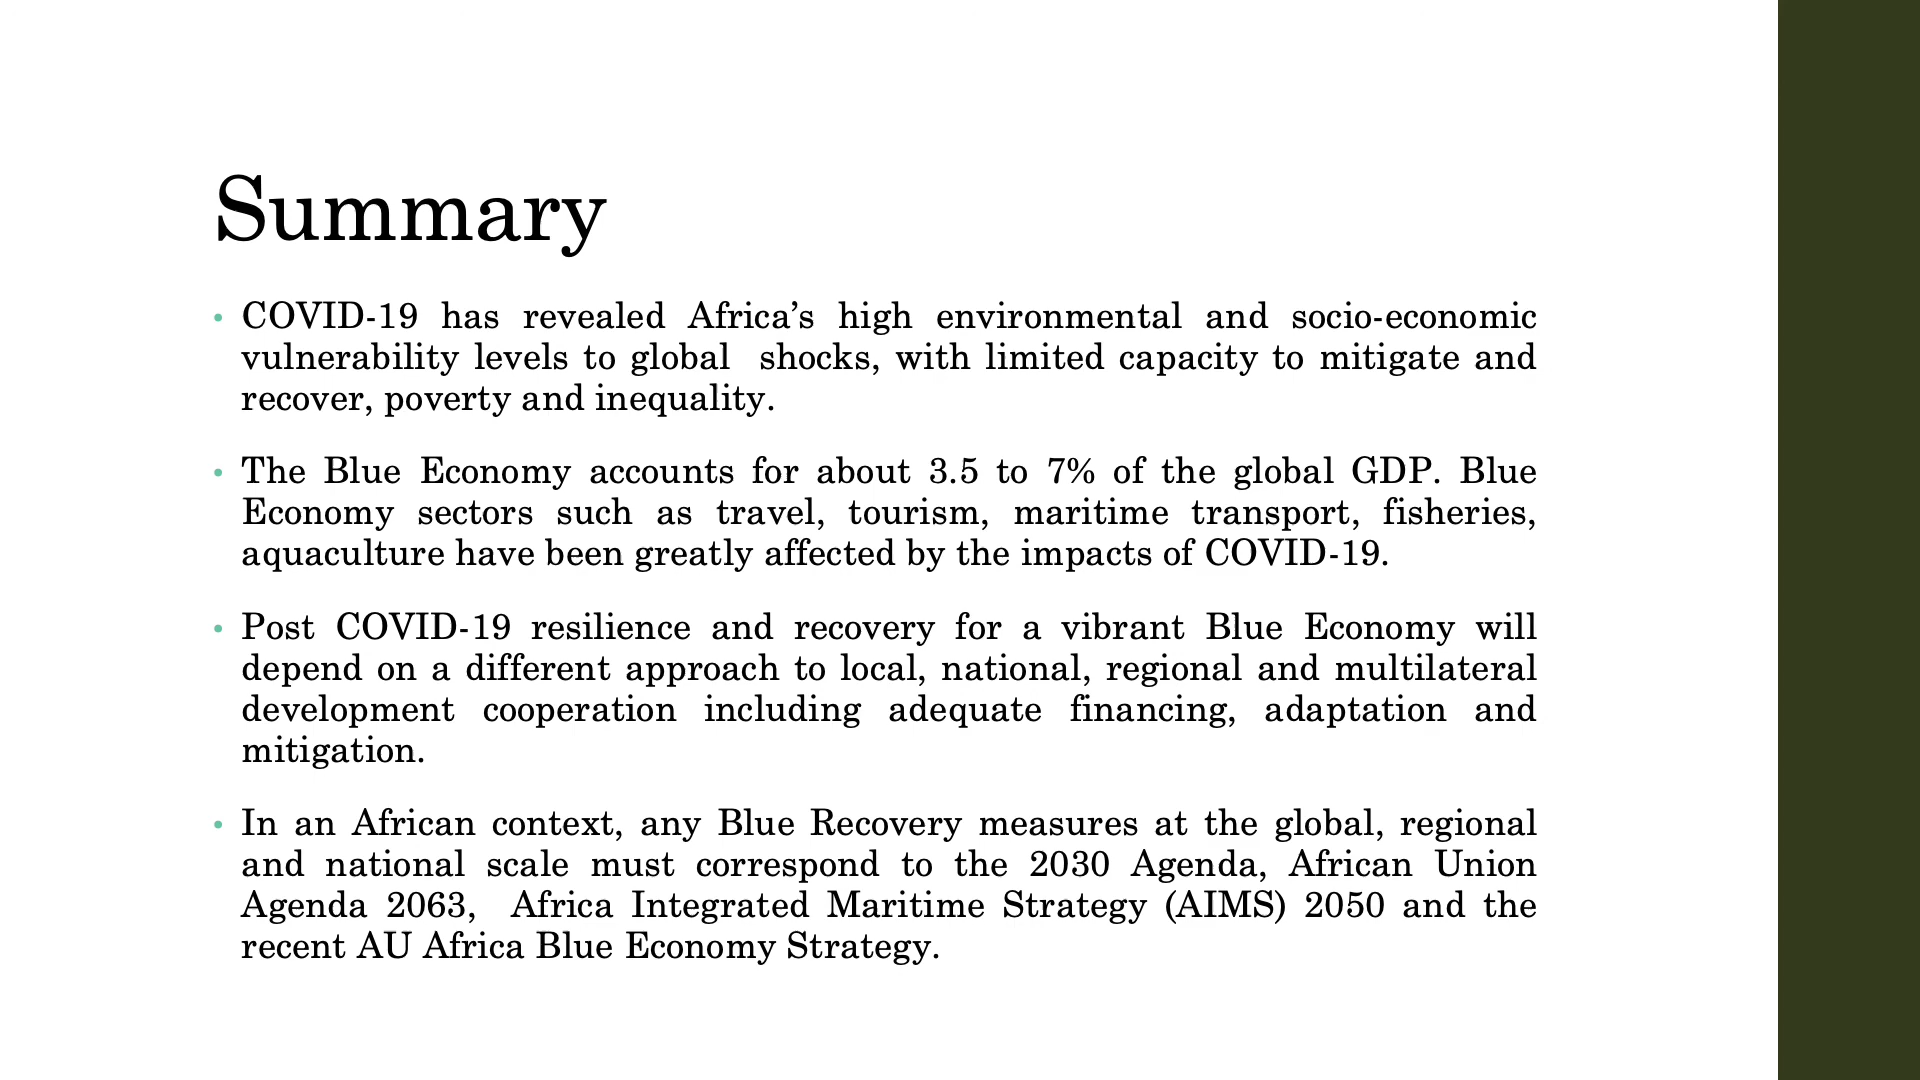 Summary
• COVID-19 has revealed Africa’s high environmental and socio-economic
vulnerability levels to global  shocks, with limited capacity to mitigate and
recover, poverty and inequality.
• The Blue Economy accounts for about 3.5 to 7% of the global GDP. Blue
Economy sectors such as travel, tourism, maritime transport, fisheries,
aquaculture have been greatly affected by the impacts of COVID-19.
• Post COVID-19 resilience and recovery for a vibrant Blue Economy will
depend on a different approach to local, national, regional and multilateral
development cooperation including adequate financing, adaptation and
mitigation.
• In an African context, any Blue Recovery measures at the global, regional
and national scale must correspond to the 2030 Agenda, African Union
Agenda 2063,  Africa Integrated Maritime Strategy (AIMS) 2050 and the
recent AU Africa Blue Economy Strategy.